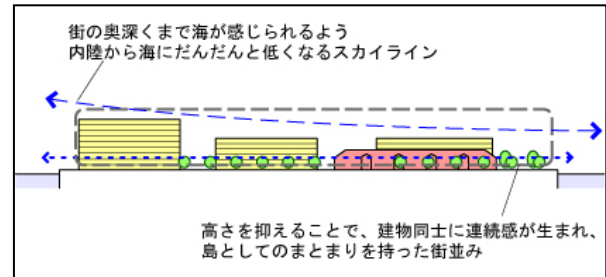 街の奥深くまで海が感じられるよう
内陸から海にだんだんと低くなるスカイライン
高さを抑えることで、建物同士に連続感が生まれ、
島としてのまとまりを持った街並み